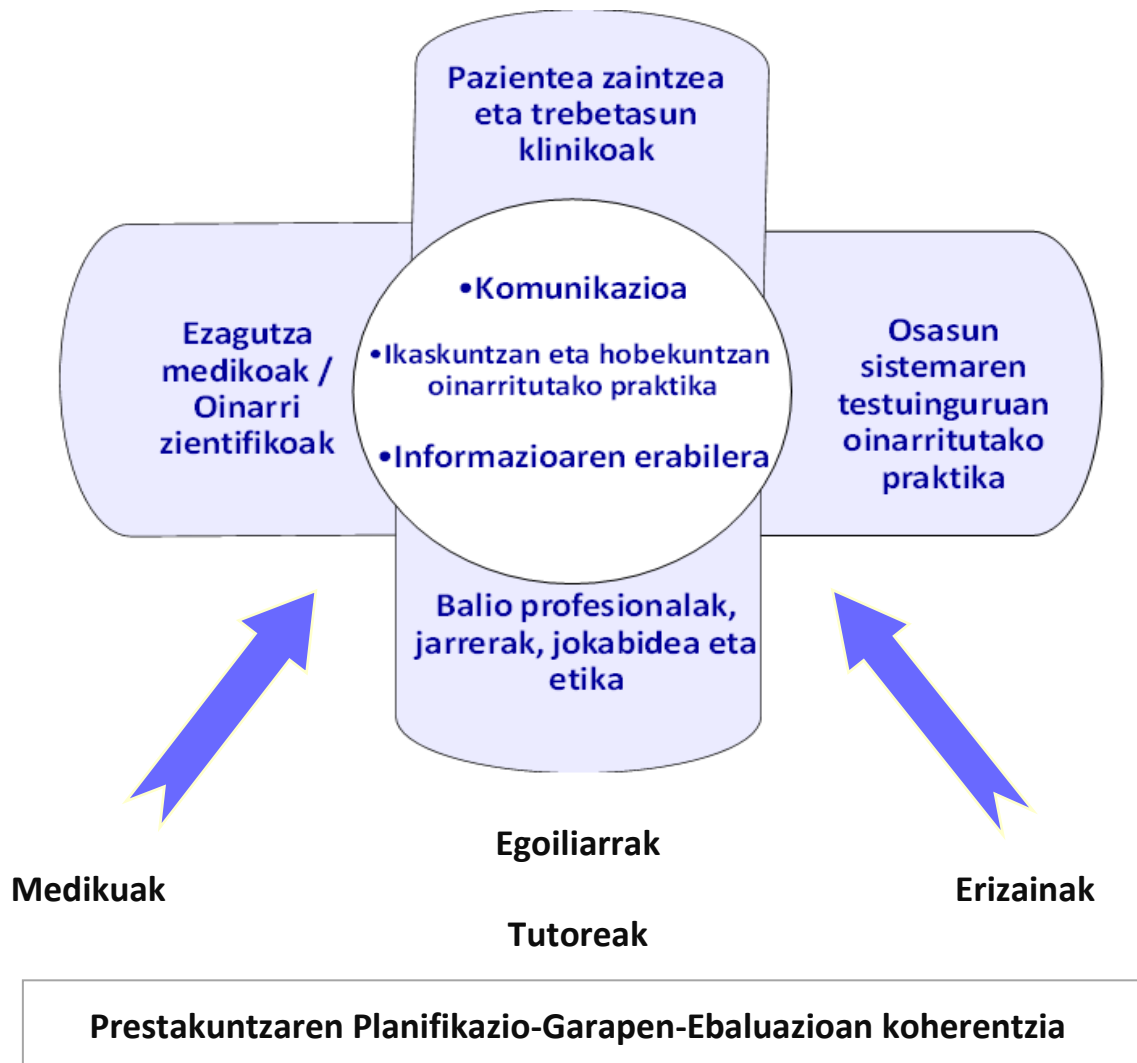 Pazientea zaintzea
eta trebetasun
klinikoak
Ezagutza
medikoak /
Oinarri
zientifikoak
•Komunikazioa
•Ikaskuntzan eta hobekuntzan
oinarritutako praktika
•Informazioaren erabilera
Osasun
sistemaren
testuinguruan
oinarritutako
praktika
Balio profesionalak,
jarrerak, jokabidea eta
etika
Egoiliarrak
Medikuak
Erizainak
Tutoreak
Prestakuntzaren Planifikazio-Garapen-Ebaluazioan koherentzia